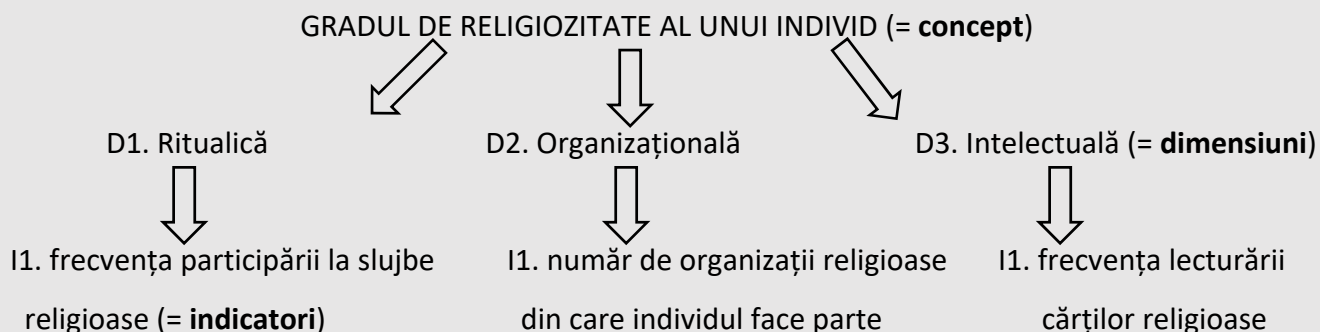 GRADUL DE RELIGIOZITATE AL UNUI INDIVID (= concept)
D1. Ritualică D2. Organizațională D3. Intelectuală (= dimensiuni)
I1. frecvența participării la slujbe I1. număr de organizații religioase I1. frecvența lecturării
religioase (= indicatori) din care individul face parte cărților religioase